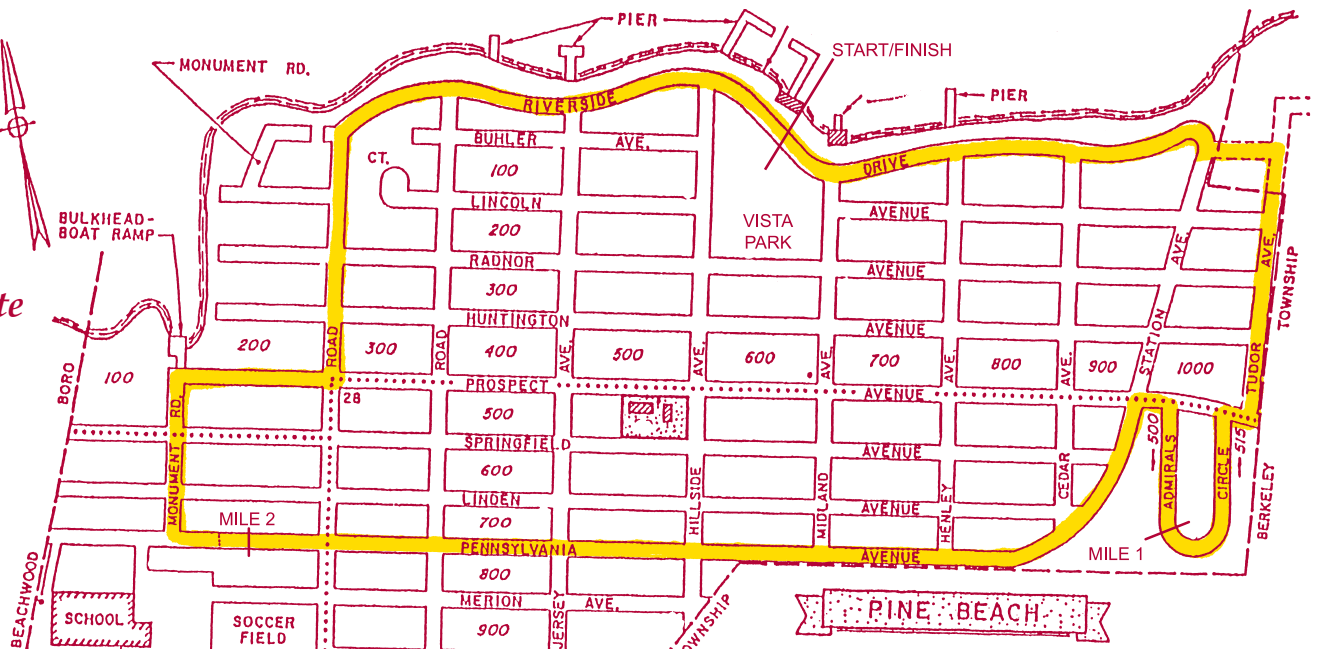 PIER
START/FINISH
MONUMENT RD.
PIER
RIVERSIDE
BUHLER AVE.
CT.
100
DRIVE
LINCOLN AVENUE
BULKHEAD-
BOAT RAMP
200
VISTA
PARK
AVE.
AVE.
RADNOR AVENUE
TOWNSHIP
300
te
HUNTINGTON AVENUE
STATION
ROAD
ROAD
AVE.
AVE.
AVE.
AVE.
AVE.
TUDOR
BORO
100
200
300
400
500
600
700
800
900
1000
PROSPECT AVENUE
28
RD.
500
500
515
SPRINGFIELD AVENUE
ADMIRALS
CIRCLE
BERKELEY
600
CEDAR
MONUMENT
LINDEN AVENUE
HILLSIDE
MIDLAND
HENLEY
MILE 2
700
MILE 1
PENNSYLVANIA AVENUE
BEACHWOOD
800
MERION AVE.
JERSEY
PINE BEACH
SCHOOL
SOCCER
FIELD
900